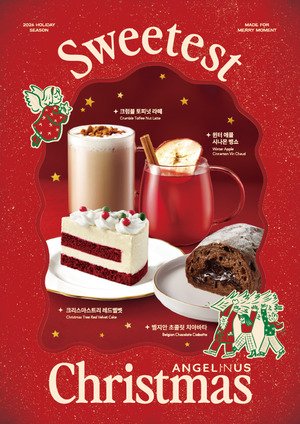 2024 HOLIDAY
SEASON
MADE FOR
MERRY MOMENT
Sweetest
크럼블 토피넛 라떼
Crumble Toffee Nut Latte
윈터 애플
시나몬 뱅쇼
Winter Apple
Cinnamon Vin Chaud
크리스마스트리 레드벨벳
Christmas Tree Red Velvet Cake
벨지안 초콜릿 치아바타
Belgian Chocolate Ciabatta
ANGELINUS
Christmas